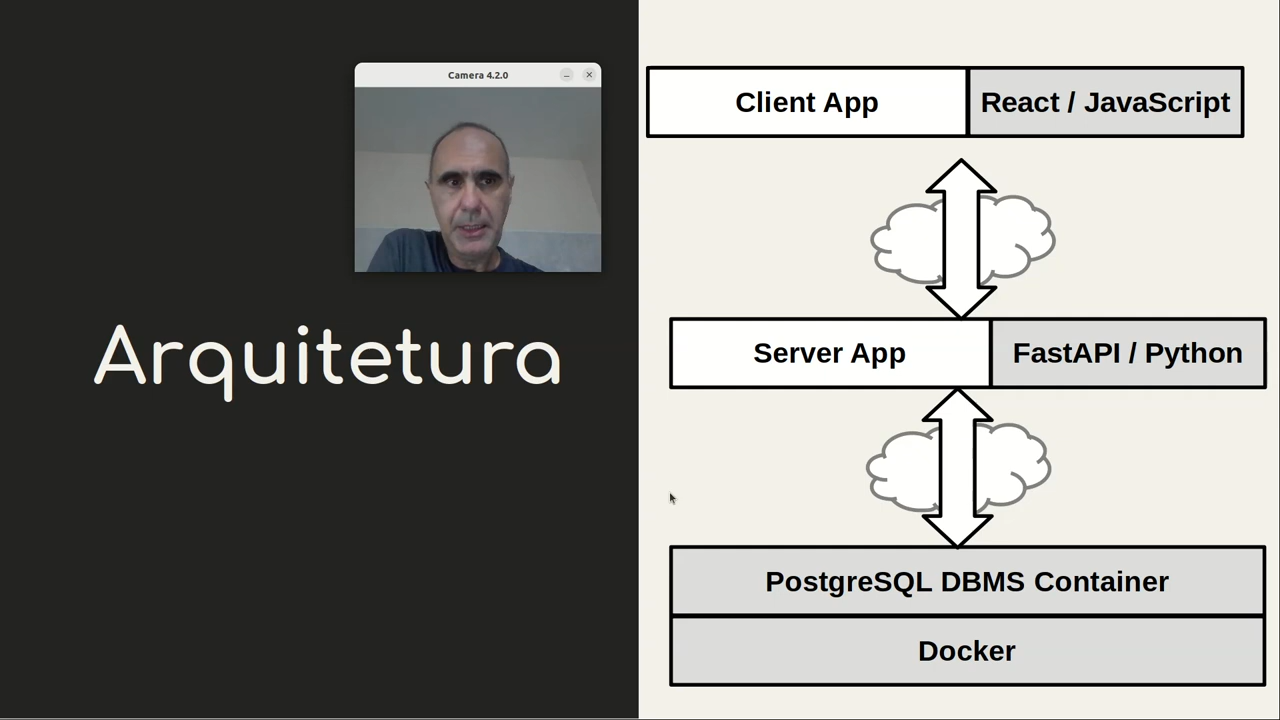 Camera 4.2.0
Arquitetura
Client App
React / JavaScript
Server App
FastAPI / Python
PostgreSQL DBMS Container
Docker